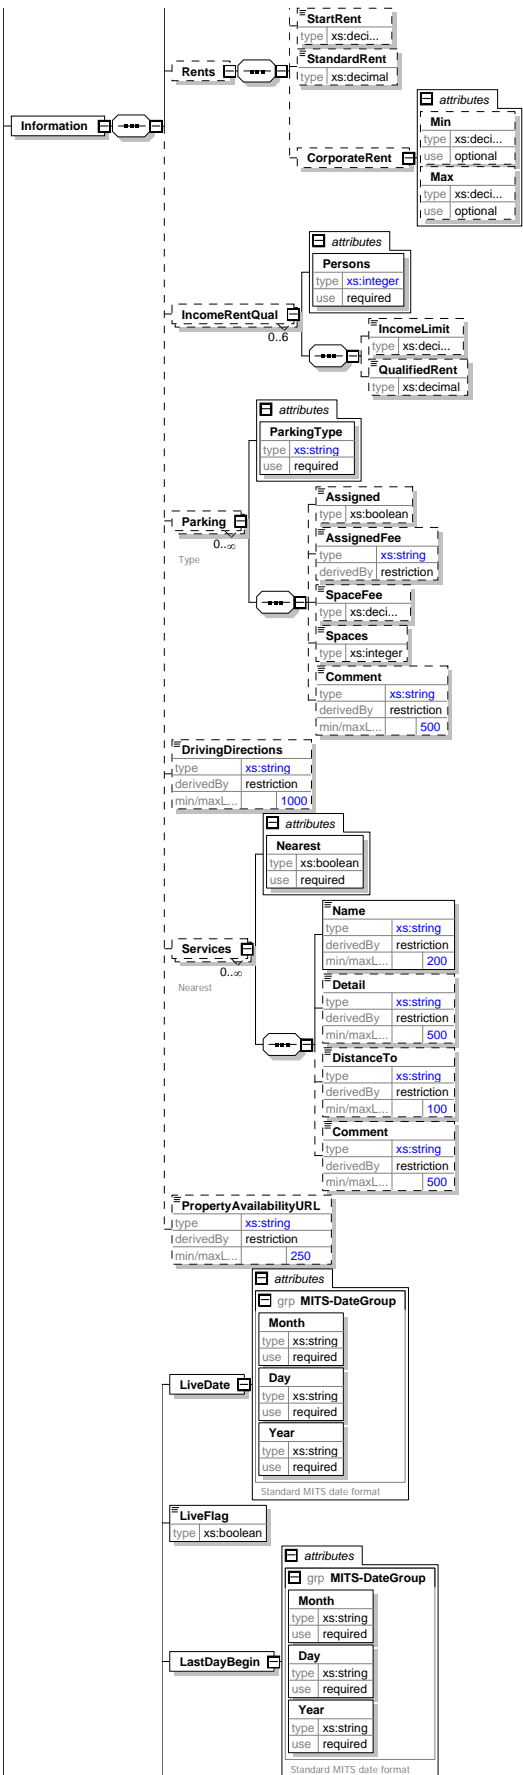 StartRent
type xs:deci...
StandardRent
type xs:decimal
Rents
Information
attributes
Min
type xs:deci...
use optional
Max
type xs:deci...
use optional
CorporateRent
attributes
Persons
type xs:integer
use required
IncomeRentQual
0..6
IncomeLimit
type xs:deci...
QualifiedRent
type xs:decimal
attributes
ParkingType
type xs:string
use required
Parking
0..∞
Type
Assigned
type xs:boolean
AssignedFee
type xs:string
derivedBy restriction
SpaceFee
type xs:deci...
Spaces
type xs:integer
Comment
type xs:string
derivedBy restriction
min/maxL... 500
DrivingDirections
type xs:string
derivedBy restriction
min/maxL... 1000
attributes
Nearest
type xs:boolean
use required
Services
0..∞
Nearest
Name
type xs:string
derivedBy restriction
min/maxL... 200
Detail
type xs:string
derivedBy restriction
min/maxL... 500
DistanceTo
type xs:string
derivedBy restriction
min/maxL... 100
Comment
type xs:string
derivedBy restriction
min/maxL... 500
PropertyAvailabilityURL
type xs:string
derivedBy restriction
min/maxL... 250
attributes
grp MITS-DateGroup
Month
type xs:string
use required
Day
type xs:string
use required
Year
type xs:string
use required
Standard MITS date format
LiveDate
LiveFlag
type xs:boolean
attributes
grp MITS-DateGroup
Month
type xs:string
use required
Day
type xs:string
use required
Year
type xs:string
use required
Standard MITS date format
LastDayBegin